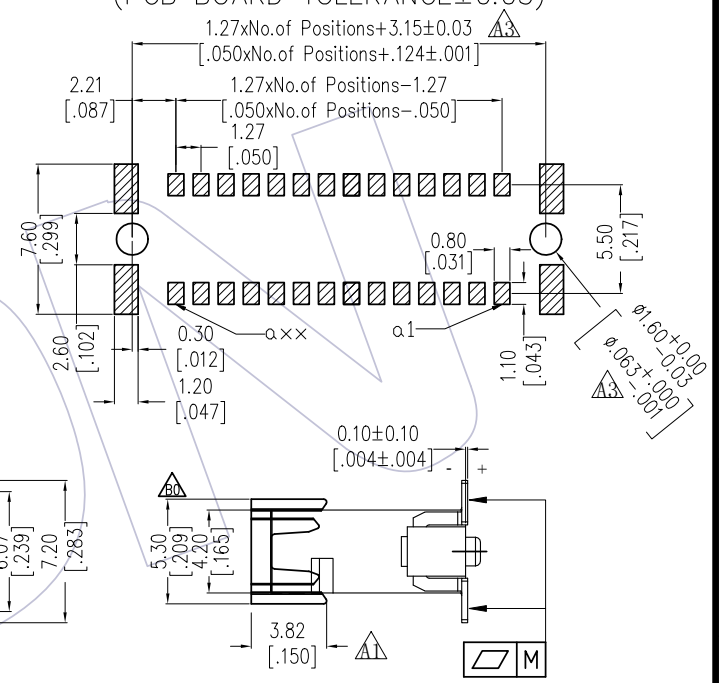 (PCB BOARD TOLERANCE±0.05)
1.27xNo.of Positions+3.15±0.03
A3
[.050xNo.of Positions+.124±.001]
2.21
[.087]
1.27xNo.of Positions-1.27
[.050xNo.of Positions-.050]
1.27
[.050]
7.60
[.299]
0.80
[.031]
5.50
[.217]
2.60
[.102]
0.30
[.012]
axx
a1
1.20
[.047]
1.10
[.043]
ø1.60+0.00
-0.03
[ø.063+.000
-.001]
A3
0.10±0.10
[.004±.004]
- +
B0
[.239]
7.20
[.283]
5.30
[.209]
4.20
[.165]
3.82
[.150]
A1
M